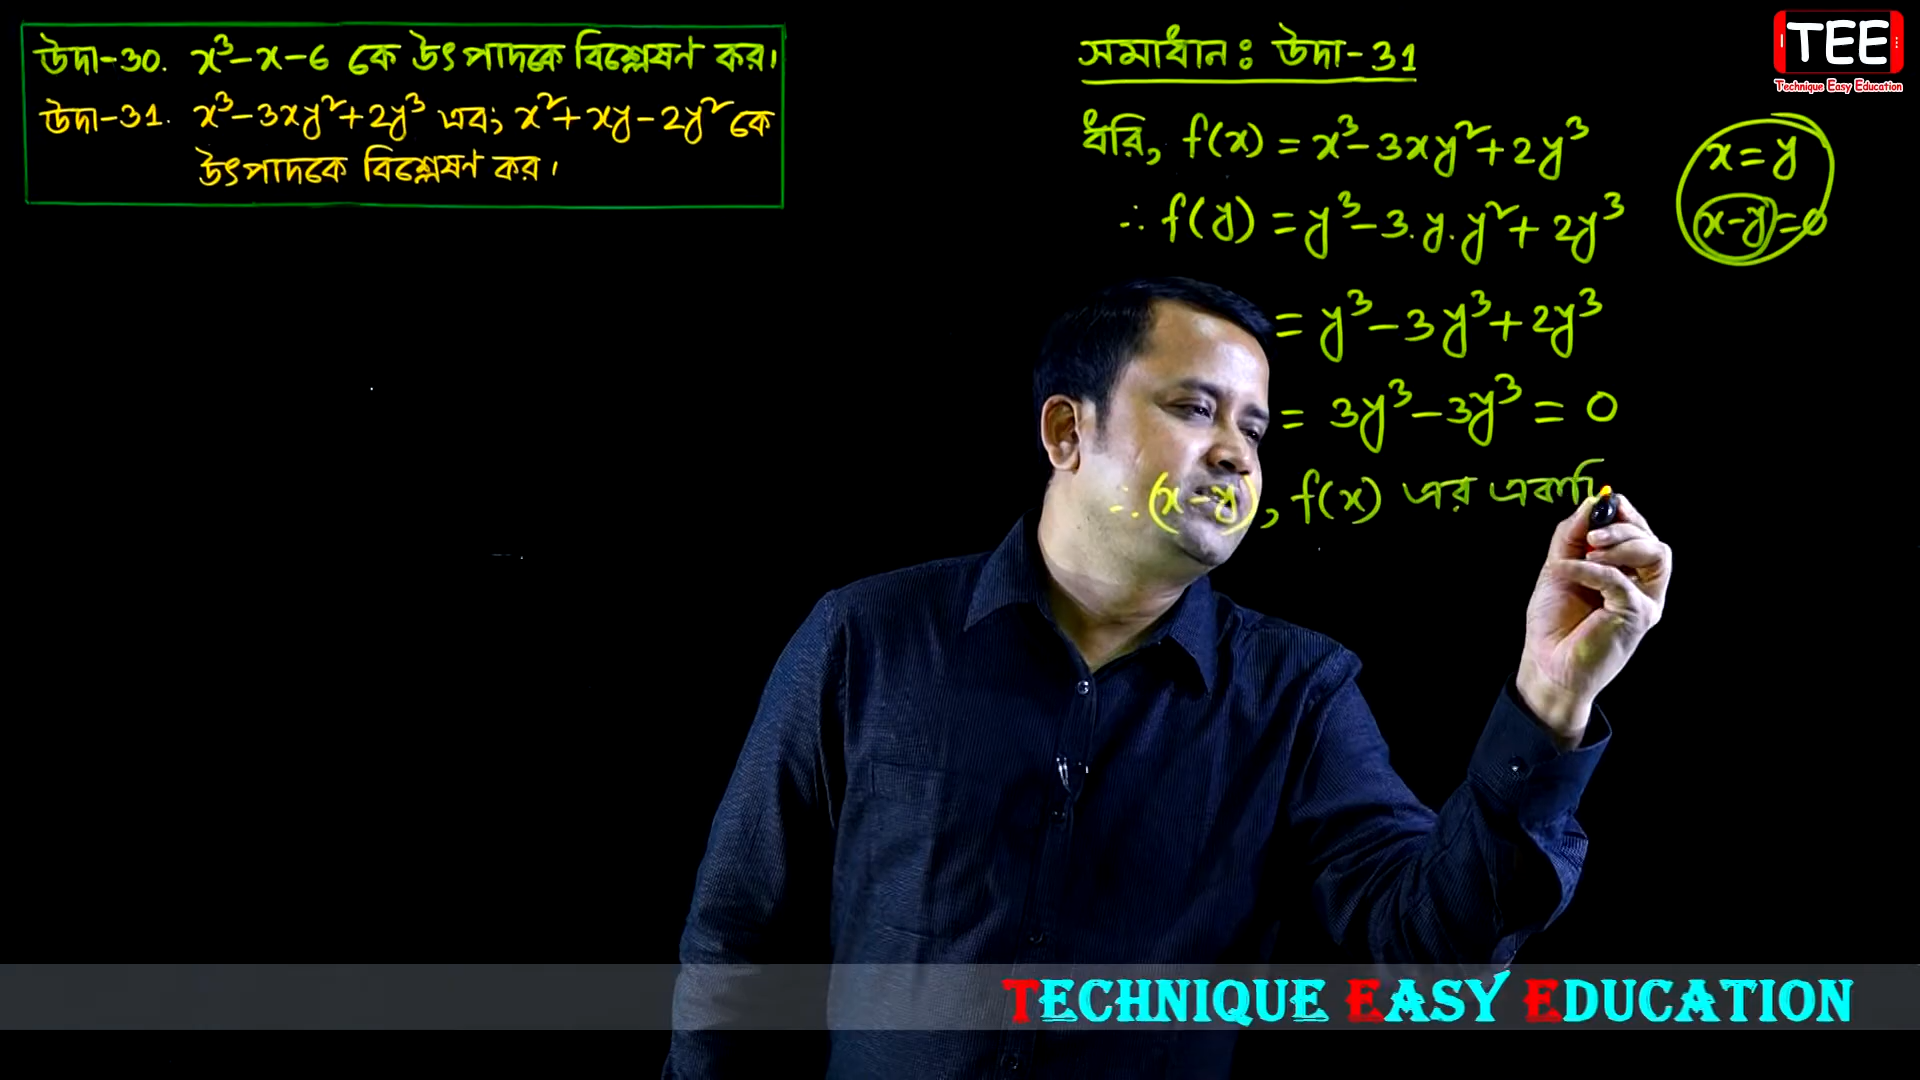 উদা-30. x³-x-6 কে উৎপাদকে বিশ্লেষণ কর।
উদা-31. x³-3xy²+2y³ এবং x²+xy-2y² কে
উৎপাদকে বিশ্লেষণ কর।
সমাধান: উদা-31
ধরি, f(x) = x³-3xy²+2y³
∴ f(y) = y³-3.y.y²+2y³
= y³-3y³+2y³
= 3y³-3y³ = 0
∴ (x-y), f(x) এর একটি
x=y
(x-y)=0
TEE
Technique Easy Education
TECHNIQUE EASY EDUCATION